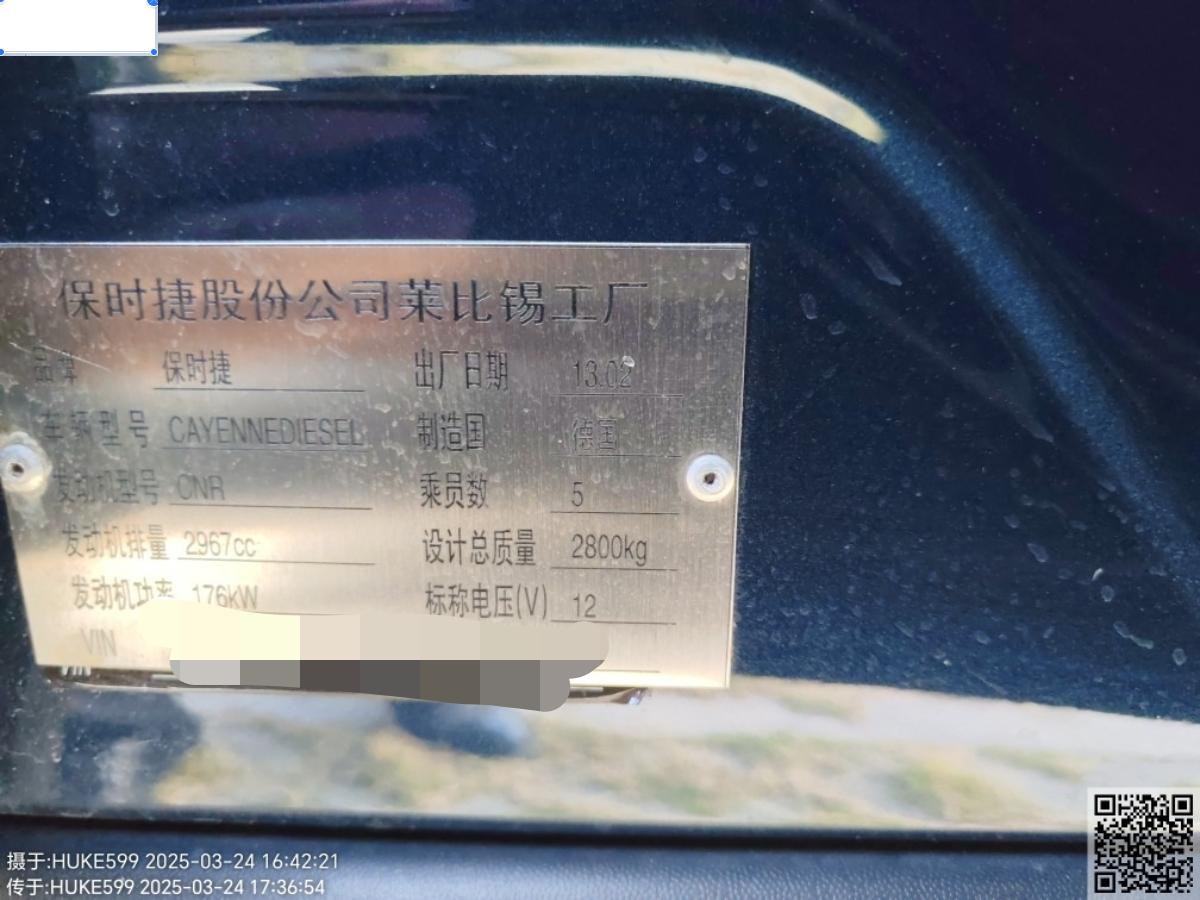 保时捷股份公司莱比锡工厂
品牌 保时捷 出厂日期 13.02
车辆型号 CAYENNEDIESEL 制造国 德国
发动机型号 CNR 乘员数 5
发动机排量 2967cc 设计总质量 2800kg
发动机功率 176kW 标称电压(V) 12
VIN
摄于:HUKE599 2025-03-24 16:42:21
传于:HUKE599 2025-03-24 17:36:54